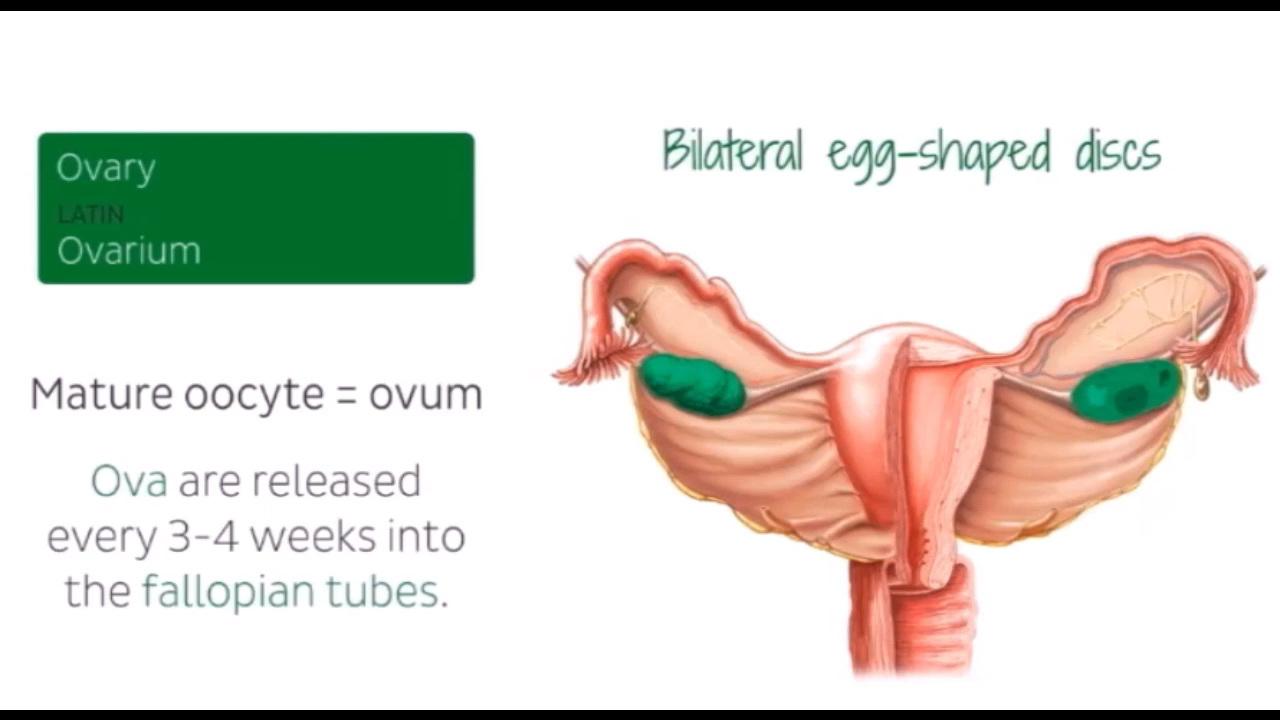 Ovary
LATIN
Ovarium
Bilateral egg-shaped discs
Mature oocyte = ovum
Ova are released
every 3-4 weeks into
the fallopian tubes.